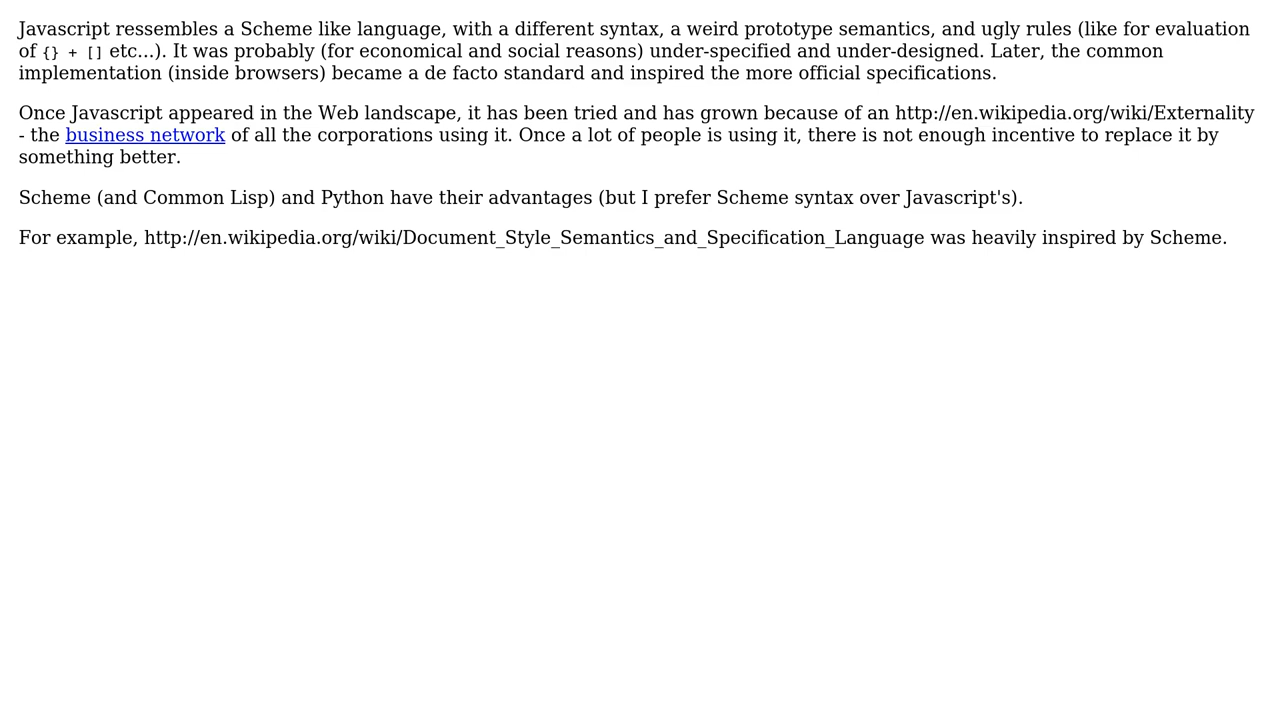 Javascript ressembles a Scheme like language, with a different syntax, a weird prototype semantics, and ugly rules (like for evaluation
of {} + [] etc...). It was probably (for economical and social reasons) under-specified and under-designed. Later, the common
implementation (inside browsers) became a de facto standard and inspired the more official specifications.
Once Javascript appeared in the Web landscape, it has been tried and has grown because of an http://en.wikipedia.org/wiki/Externality
- the business network of all the corporations using it. Once a lot of people is using it, there is not enough incentive to replace it by
something better.
Scheme (and Common Lisp) and Python have their advantages (but I prefer Scheme syntax over Javascript's).
For example, http://en.wikipedia.org/wiki/Document_Style_Semantics_and_Specification_Language was heavily inspired by Scheme.